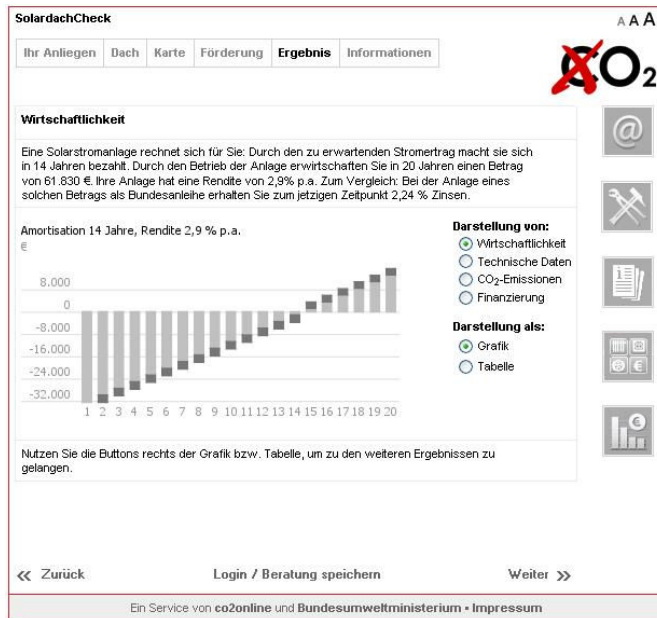 SolardachCheck
A A A
Ihr Anliegen Dach Karte Förderung Ergebnis Informationen
CO2
Wirtschaftlichkeit
Eine Solarstromanlage rechnet sich für Sie: Durch den zu erwartenden Stromertrag macht sie sich
in 14 Jahren bezahlt. Durch den Betrieb der Anlage erwirtschaften Sie in 20 Jahren einen Betrag
von 61.830 €. Ihre Anlage hat eine Rendite von 2,9% p.a. Zum Vergleich: Bei der Anlage eines
solchen Betrags als Bundesanleihe erhalten Sie zum jetzigen Zeitpunkt 2,24 % Zinsen.
Amortisation 14 Jahre, Rendite 2,9 % p.a.
€
8.000
0
-8.000
-16.000
-24.000
-32.000
1 2 3 4 5 6 7 8 9 10 11 12 13 14 15 16 17 18 19 20
Darstellung von:
Wirtschaftlichkeit
Technische Daten
CO₂-Emissionen
Finanzierung
Darstellung als:
Grafik
Tabelle
Nutzen Sie die Buttons rechts der Grafik bzw. Tabelle, um zu den weiteren Ergebnissen zu
gelangen.
« Zurück Login / Beratung speichern Weiter »
Ein Service von co2online und Bundesumweltministerium • Impressum